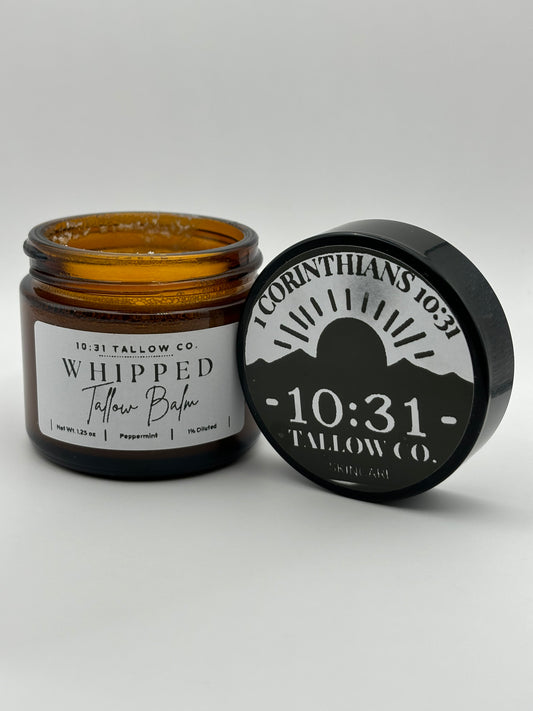 10:31 TALLOW CO.
WHIPPED
Tallow Balm
| Net Wt. 1.25 oz | Peppermint | 1% Diluted |
1 CORINTHIANS 10:31
-10:31-
TALLOW CO.
SKINCARE